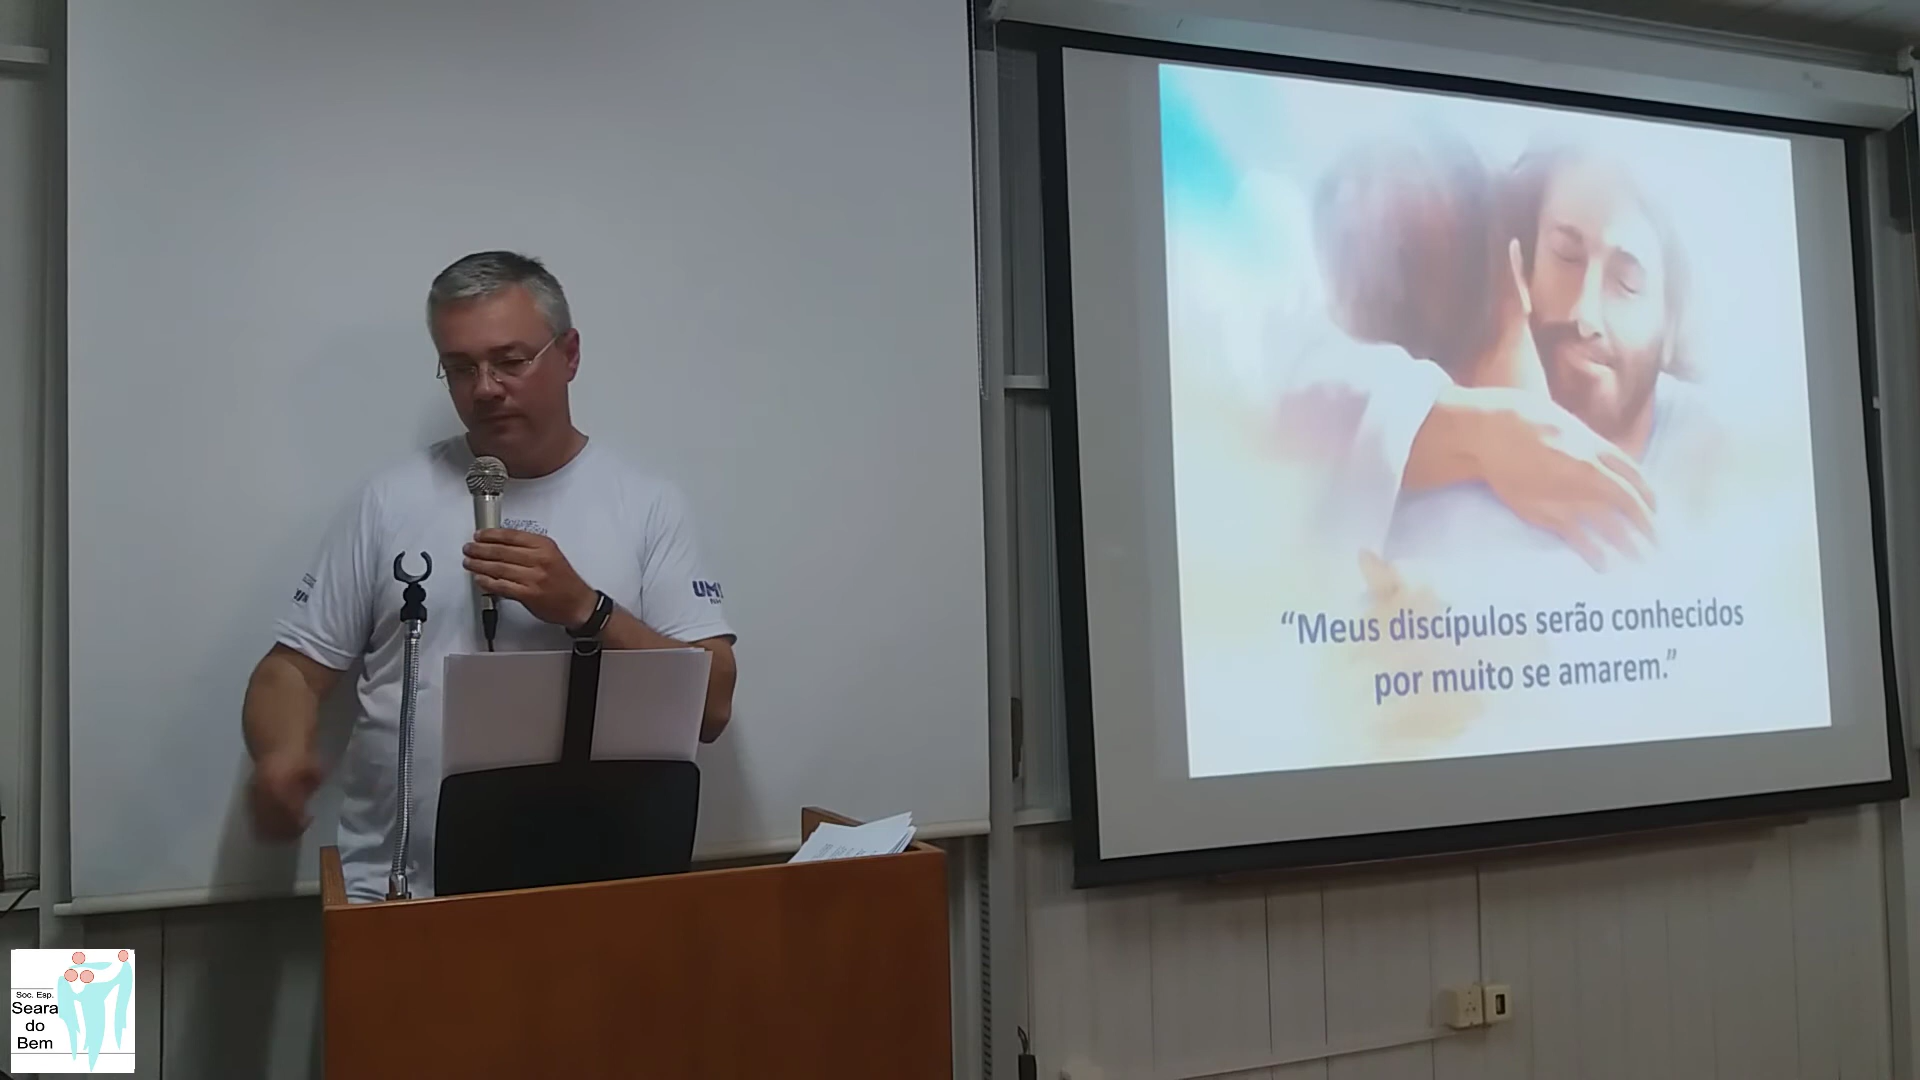 “Meus discípulos serão conhecidos
por muito se amarem.”
Soc. Esp.
Seara
do
Bem